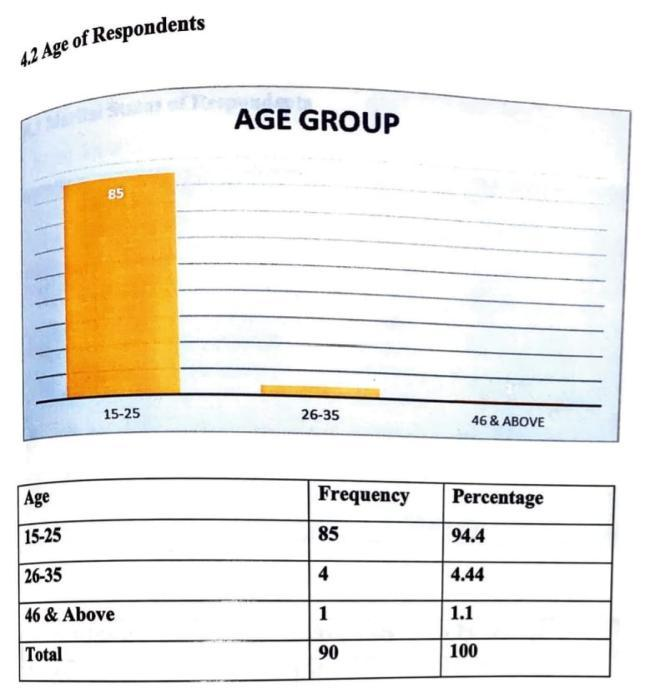 4.2 Age of Respondents
AGE GROUP
85
15-25 26-35 46 & ABOVE
Age Frequency Percentage
15-25 85 94.4
26-35 4 4.44
46 & Above 1 1.1
Total 90 100